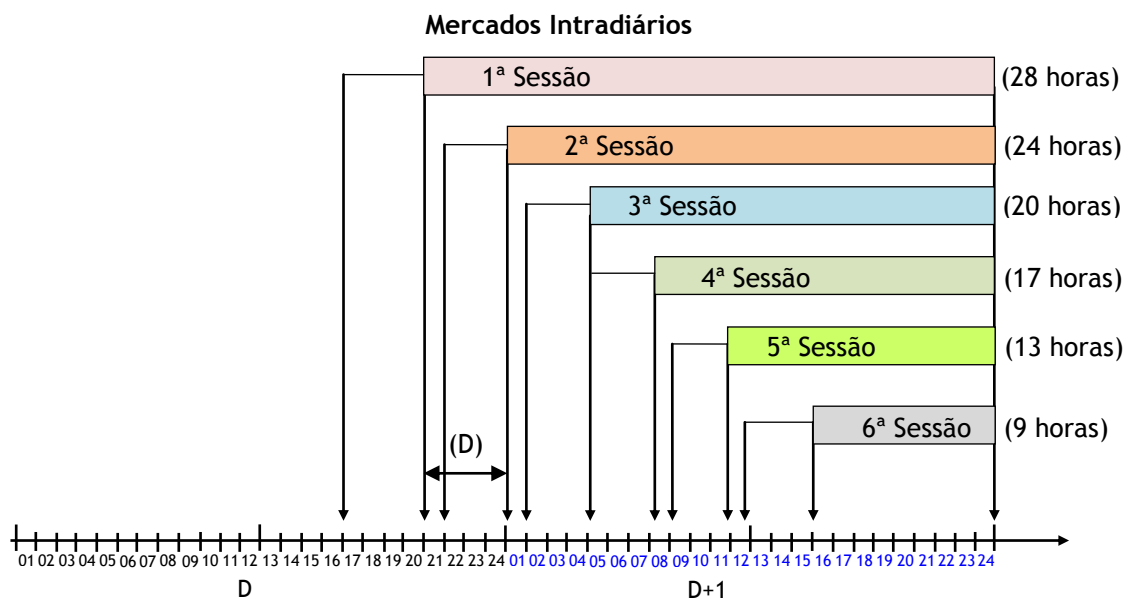 Mercados Intradiários
1ª Sessão (28 horas)
2ª Sessão (24 horas)
3ª Sessão (20 horas)
4ª Sessão (17 horas)
5ª Sessão (13 horas)
6ª Sessão (9 horas)
(D)
01 02 03 04 05 06 07 08 09 10 11 12 13 14 15 16 17 18 19 20 21 22 23 24 01 02 03 04 05 06 07 08 09 10 11 12 13 14 15 16 17 18 19 20 21 22 23 24
D D+1